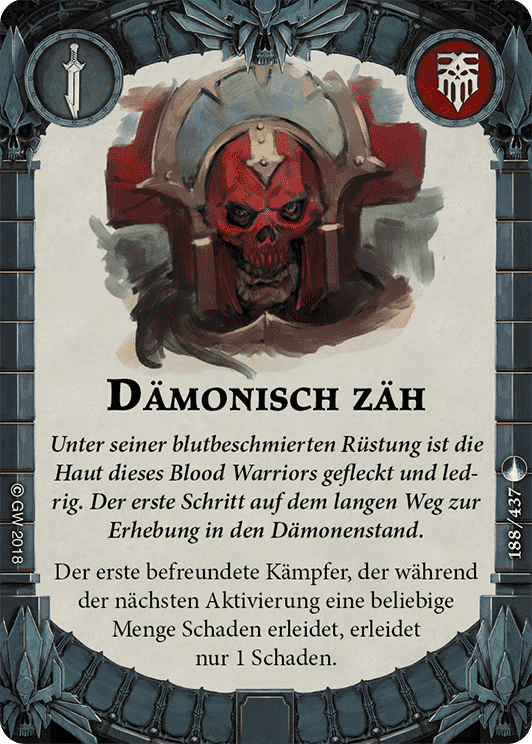 Dämonisch zäh
Unter seiner blutbeschmierten Rüstung ist die
Haut dieses Blood Warriors gefleckt und led-
rig. Der erste Schritt auf dem langen Weg zur
Erhebung in den Dämonenstand.
Der erste befreundete Kämpfer, der während
der nächsten Aktivierung eine beliebige
Menge Schaden erleidet, erleidet
nur 1 Schaden.
© GW 2018
188/437